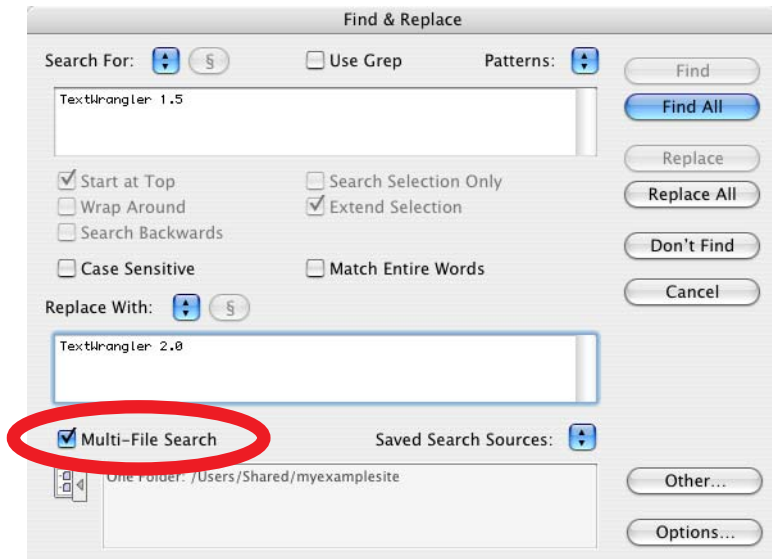 Find & Replace
Search For: § Use Grep Patterns: Find
TextWrangler 1.5 Find All
Replace
Start at Top Search Selection Only Replace All
Wrap Around Extend Selection
Search Backwards Don't Find
Case Sensitive Match Entire Words
Cancel
Replace With: §
TextWrangler 2.0
Multi-File Search Saved Search Sources:
One Folder: /Users/Shared/myexamplesite Other...
Options...